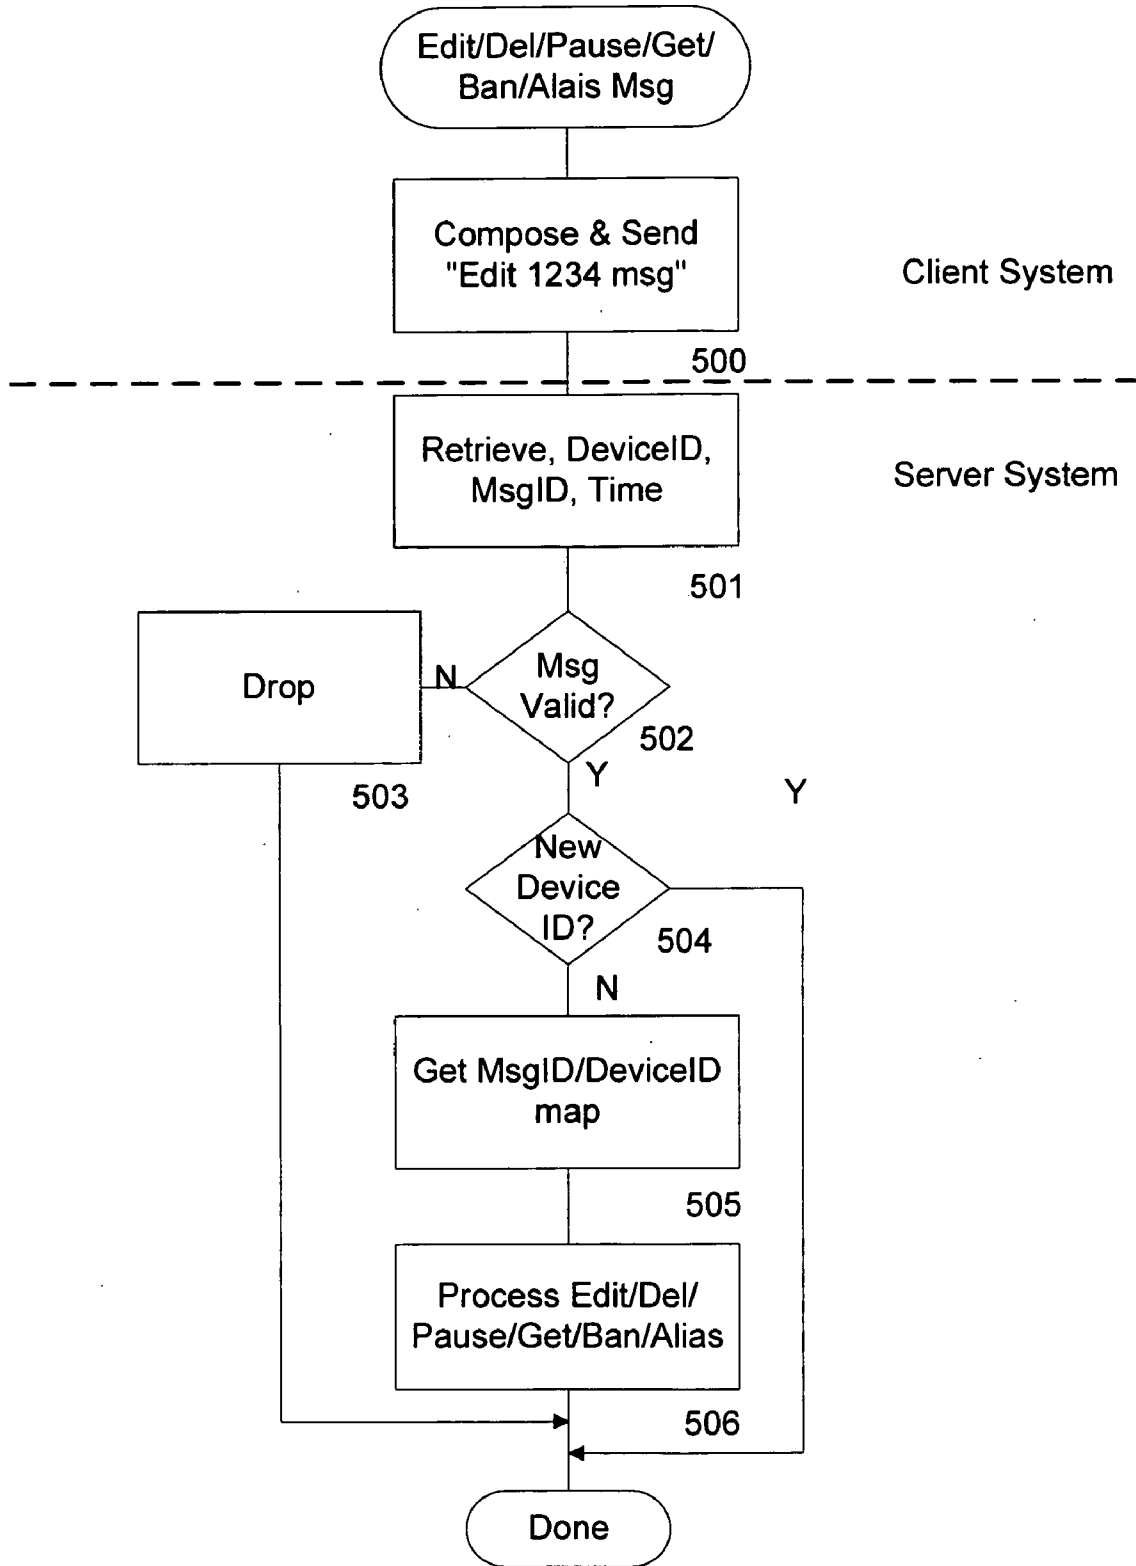 Edit/Del/Pause/Get/
Ban/Alais Msg
Compose & Send
"Edit 1234 msg"
Client System
500
Retrieve, DeviceID,
MsgID, Time
Server System
501
Drop
N
Msg
Valid?
502
503
Y
Y
New
Device
ID?
504
N
Get MsgID/DeviceID
map
505
Process Edit/Del/
Pause/Get/Ban/Alias
506
Done